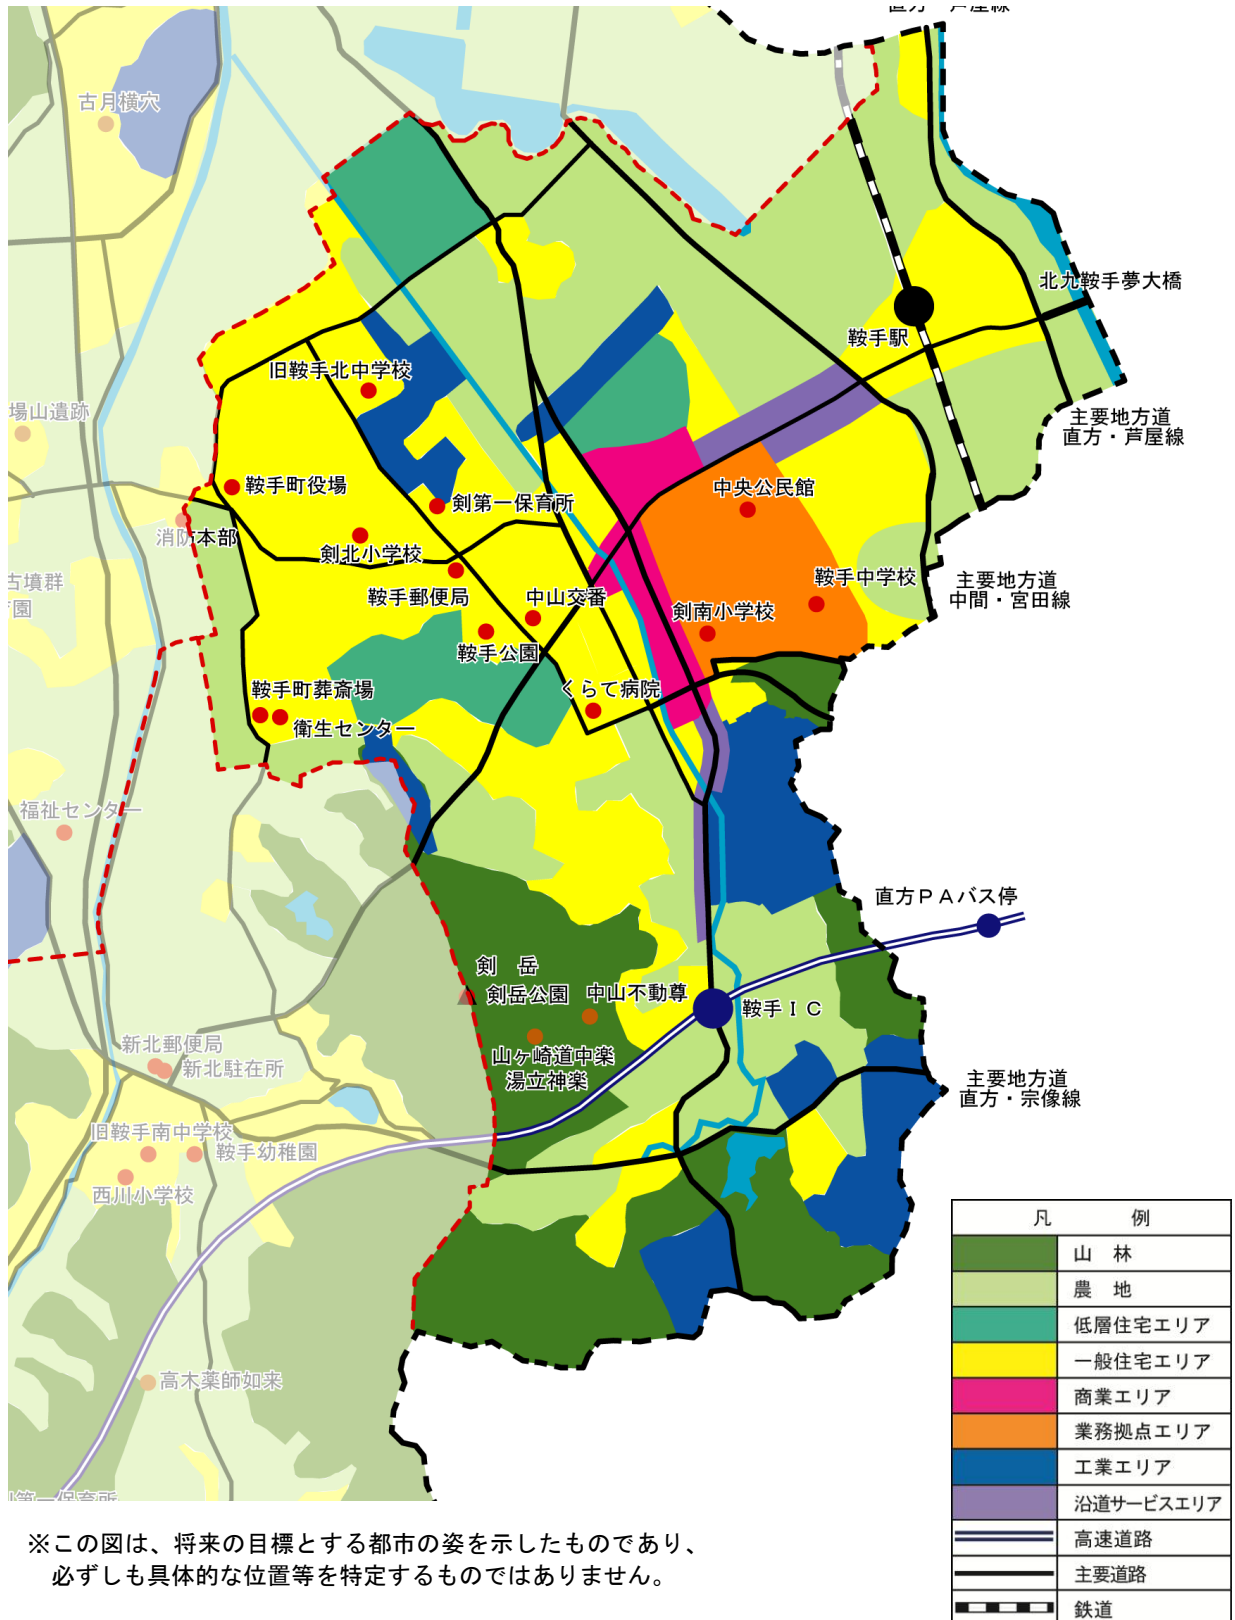 直方・芦屋線
古月横穴
北九鞍手夢大橋
鞍手駅
旧鞍手北中学校
場山遺跡
主要地方道
直方・芦屋線
鞍手町役場
剣第一保育所
中央公民館
消防本部
剣北小学校
古墳群
園
鞍手郵便局
中山交番
鞍手中学校
主要地方道
中間・宮田線
剣南小学校
鞍手公園
鞍手町葬斎場
くらて病院
衛生センター
福祉センター
直方ＰＡバス停
剣　岳
剣岳公園
中山不動尊
鞍手ＩＣ
山ヶ崎道中楽
湯立神楽
新北郵便局
新北駐在所
主要地方道
直方・宗像線
旧鞍手南中学校
鞍手幼稚園
西川小学校
高木薬師如来
第一保育所
凡　例
山　林
農　地
低層住宅エリア
一般住宅エリア
商業エリア
業務拠点エリア
工業エリア
沿道サービスエリア
高速道路
主要道路
鉄道
※この図は、将来の目標とする都市の姿を示したものであり、
必ずしも具体的な位置等を特定するものではありません。